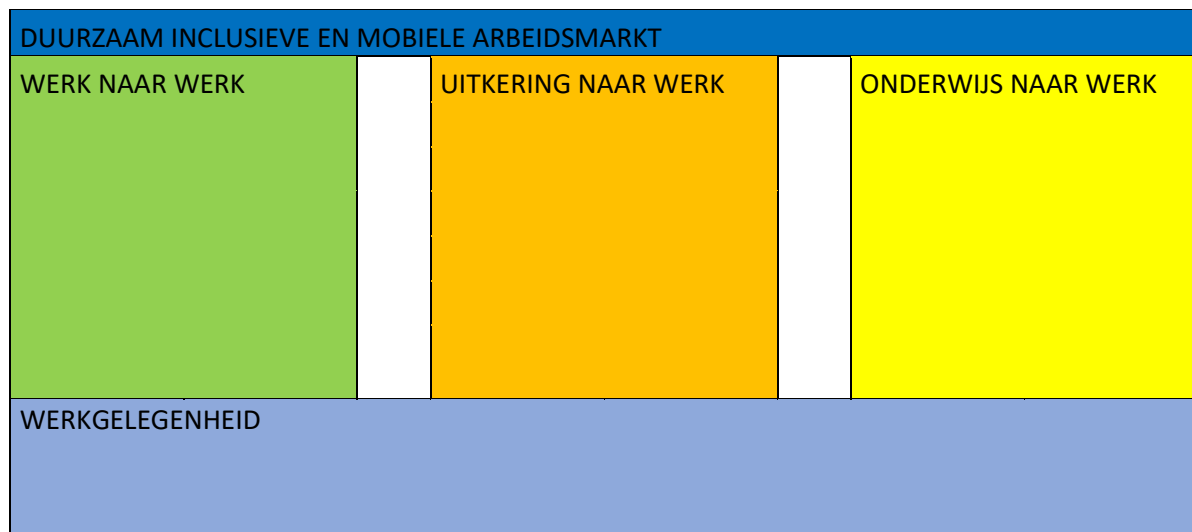 DUURZAAM INCLUSIEVE EN MOBIELE ARBEIDSMARKT
WERK NAAR WERK
UITKERING NAAR WERK
ONDERWIJS NAAR WERK
WERKGELEGENHEID